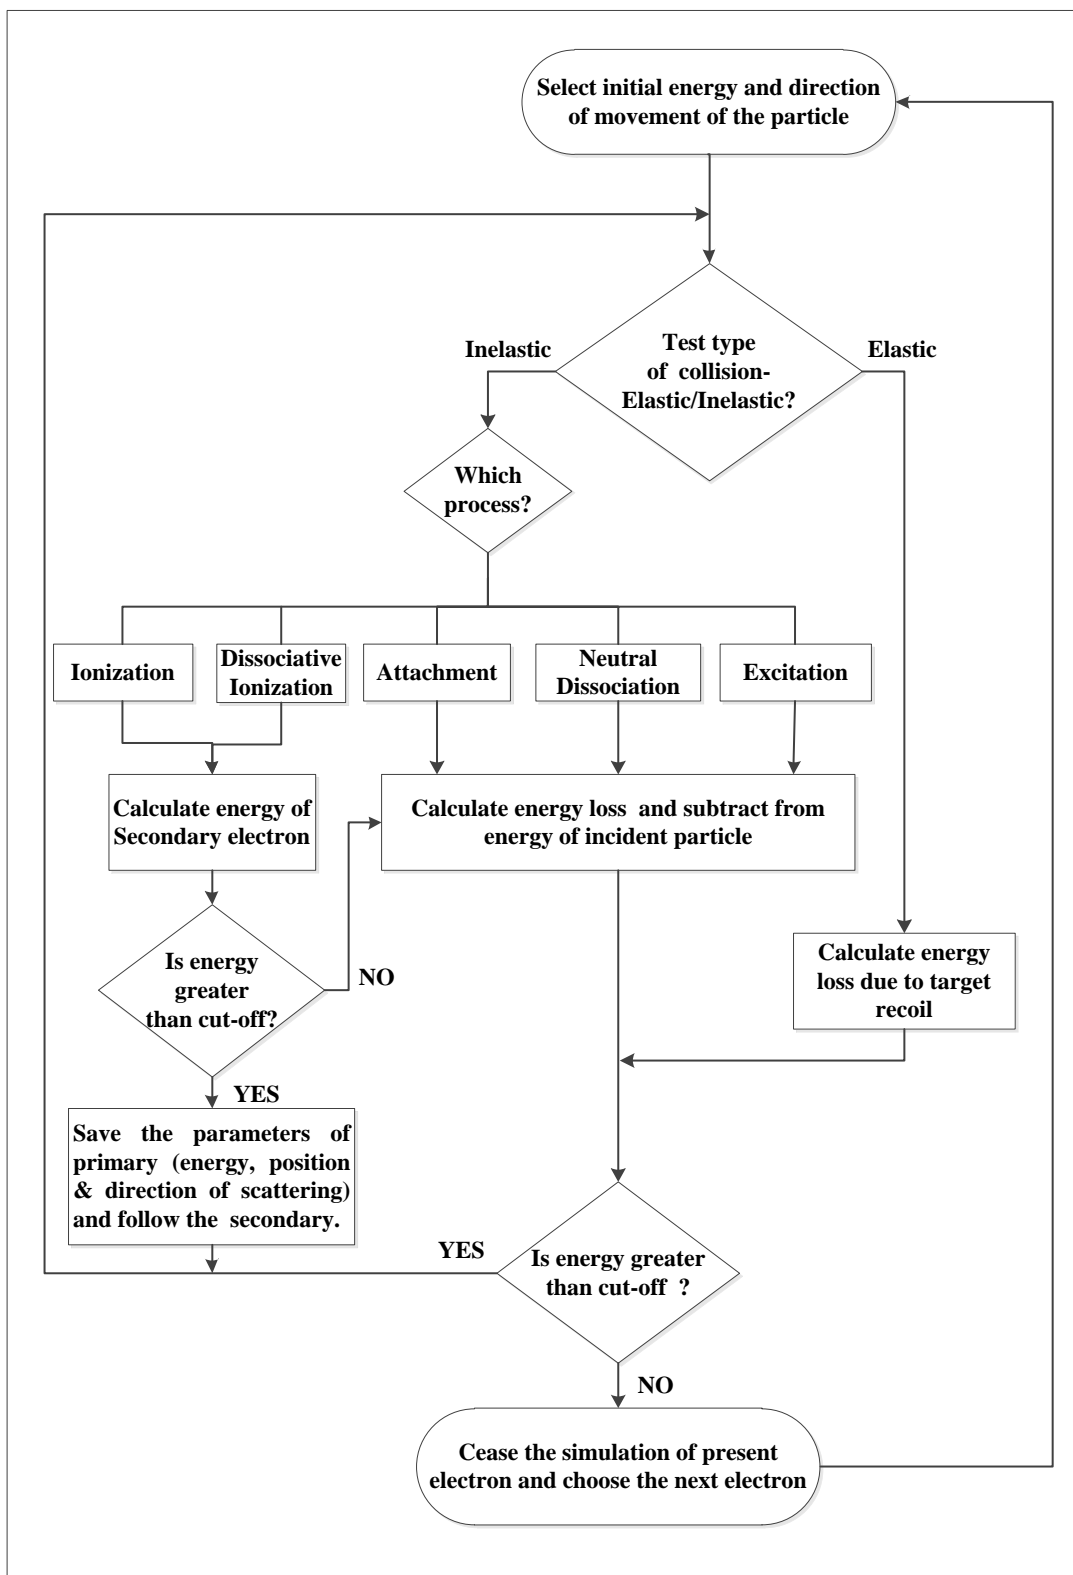 Select initial energy and direction
of movement of the particle
Test type
of collision-
Elastic/Inelastic?
Inelastic
Elastic
Which
process?
Ionization
Dissociative
Ionization
Attachment
Neutral
Dissociation
Excitation
Calculate energy of
Secondary electron
Calculate energy loss and subtract from
energy of incident particle
Is energy
greater
than cut-off?
NO
Calculate energy
loss due to target
recoil
YES
Save the parameters of
primary (energy, position
& direction of scattering)
and follow the secondary.
YES
Is energy greater
than cut-off ?
NO
Cease the simulation of present
electron and choose the next electron